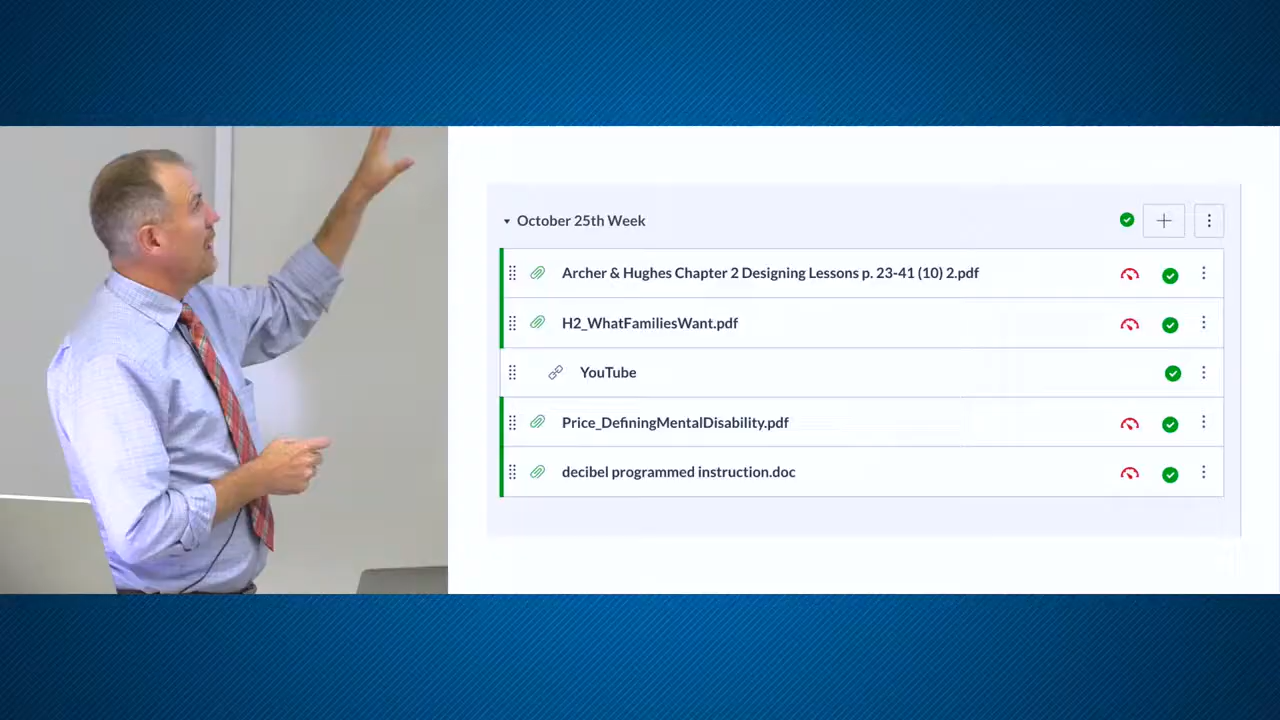 October 25th Week
Archer & Hughes Chapter 2 Designing Lessons p. 23-41 (10) 2.pdf
H2_WhatFamiliesWant.pdf
YouTube
Price_DefiningMentalDisability.pdf
decibel programmed instruction.doc